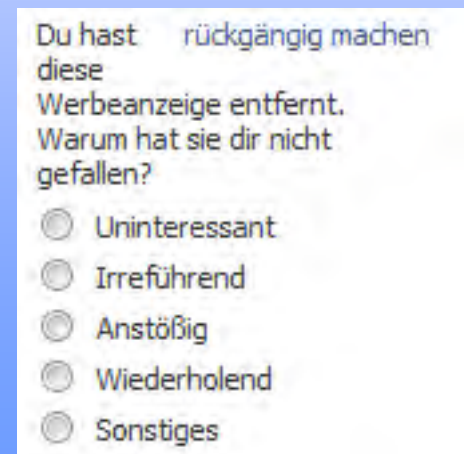 Du hast rückgängig machen
diese
Werbeanzeige entfernt.
Warum hat sie dir nicht
gefallen?
Uninteressant
Irreführend
Anstößig
Wiederholend
Sonstiges